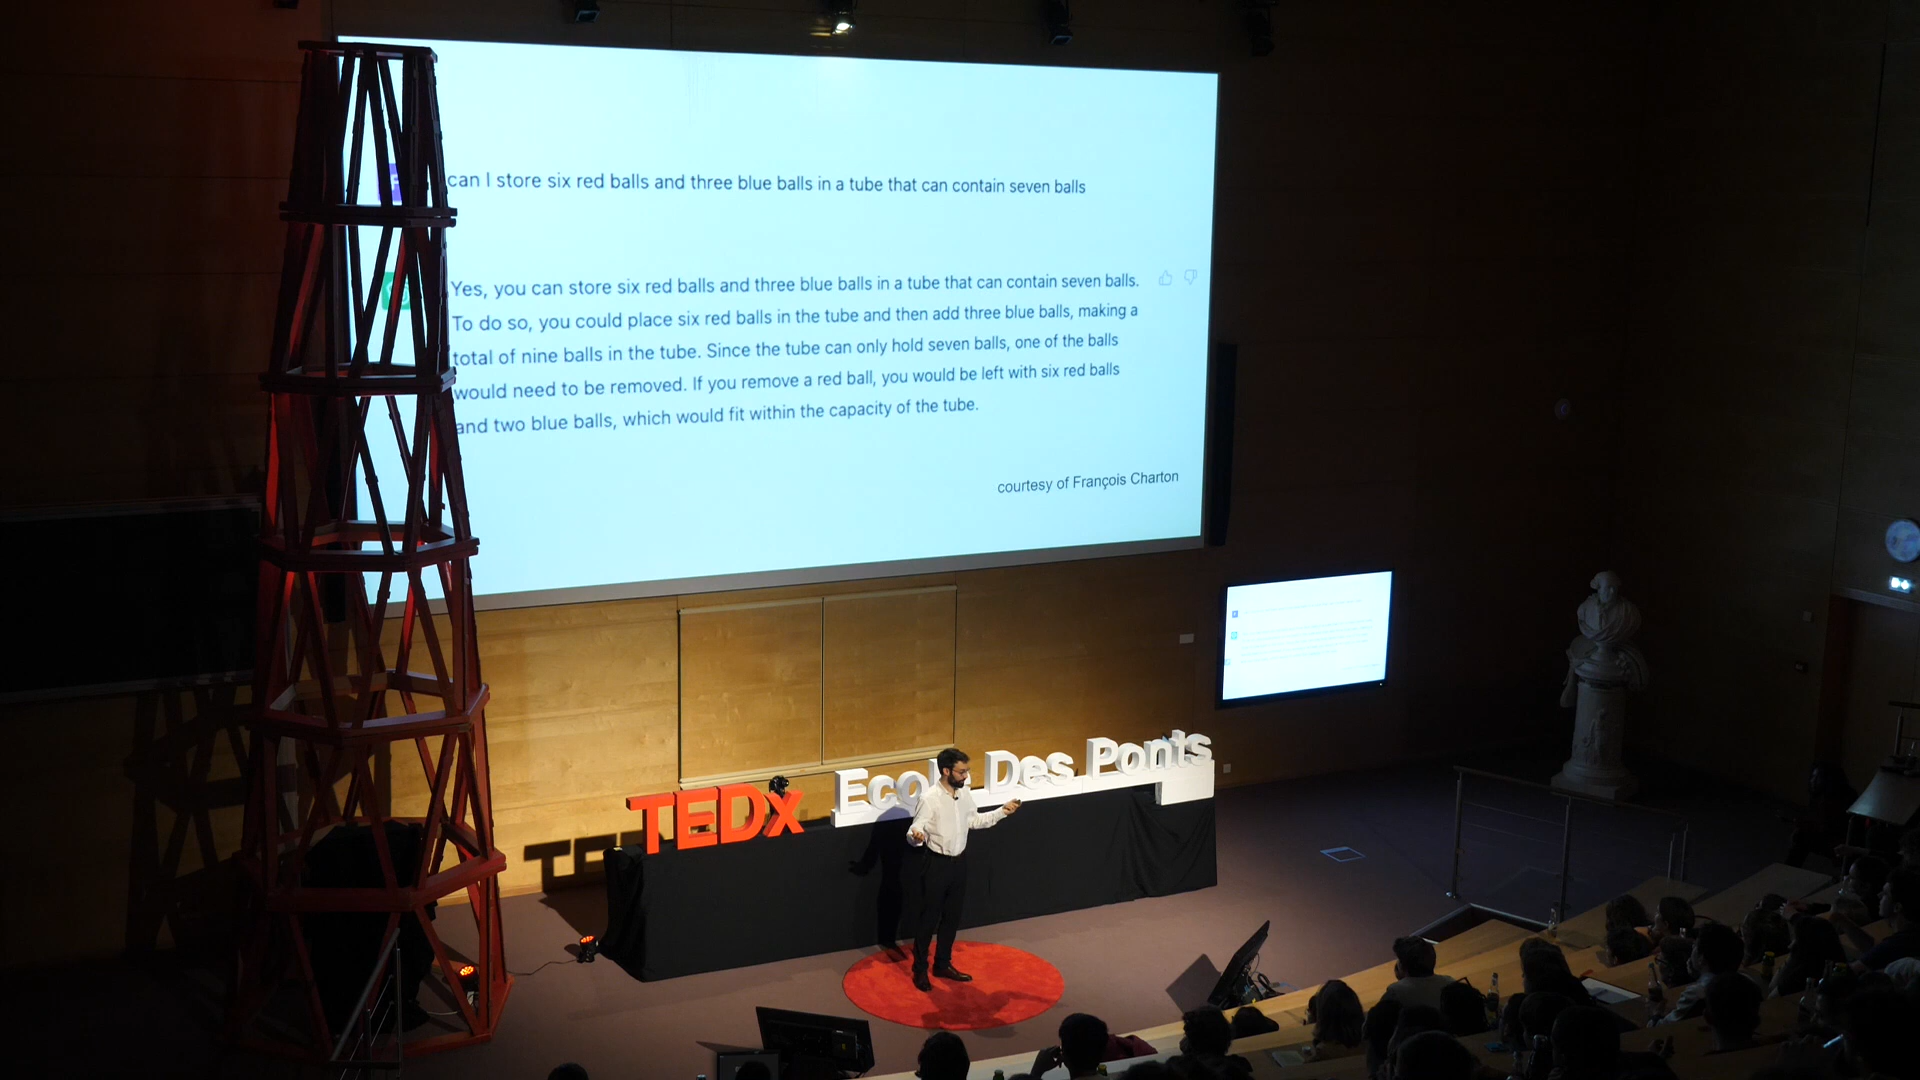 can I store six red balls and three blue balls in a tube that can contain seven balls
Yes, you can store six red balls and three blue balls in a tube that can contain seven balls.
To do so, you could place six red balls in the tube and then add three blue balls, making a
total of nine balls in the tube. Since the tube can only hold seven balls, one of the balls
would need to be removed. If you remove a red ball, you would be left with six red balls
and two blue balls, which would fit within the capacity of the tube.
courtesy of François Charton
TEDx Ecole Des Ponts